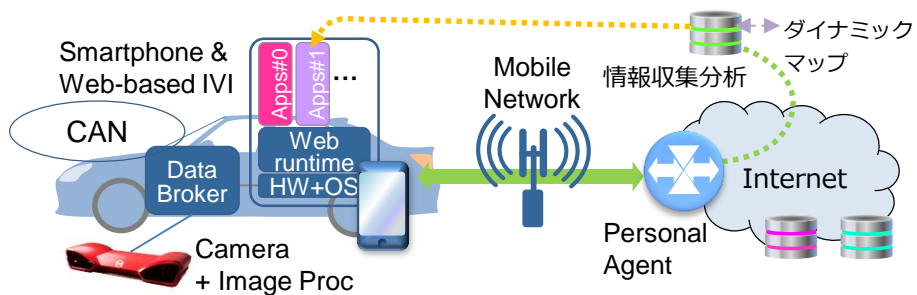 Smartphone &
Web-based IVI
CAN
Apps#0
Apps#1
...
Web
runtime
HW+OS
Data
Broker
Camera
+ Image Proc
Mobile
Network
情報収集分析
ダイナミック
マップ
Internet
Personal
Agent